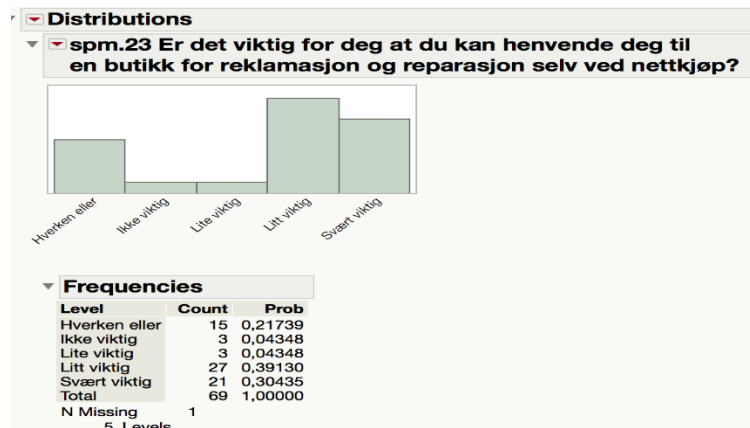 Distributions
spm.23 Er det viktig for deg at du kan henvende deg til
en butikk for reklamasjon og reparasjon selv ved nettkjøp?
Hverken eller
Ikke viktig
Lite viktig
Litt viktig
Svært viktig
Frequencies
Level Count Prob
Hverken eller 15 0,21739
Ikke viktig 3 0,04348
Lite viktig 3 0,04348
Litt viktig 27 0,39130
Svært viktig 21 0,30435
Total 69 1,00000
N Missing 1
5 Levels